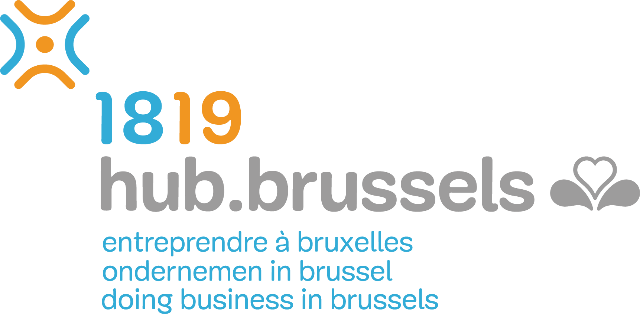 1819
hub.brussels
entreprendre à bruxelles
ondernemen in brussel
doing business in brussels